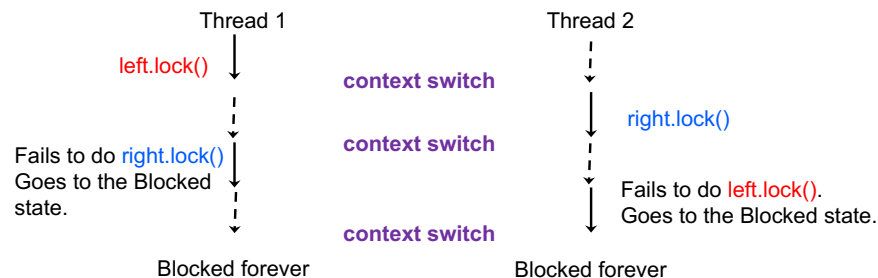 Thread 1
Thread 2
left.lock()
context switch
right.lock()
context switch
Fails to do right.lock()
Goes to the Blocked
state.
Fails to do left.lock().
Goes to the Blocked state.
context switch
Blocked forever
Blocked forever